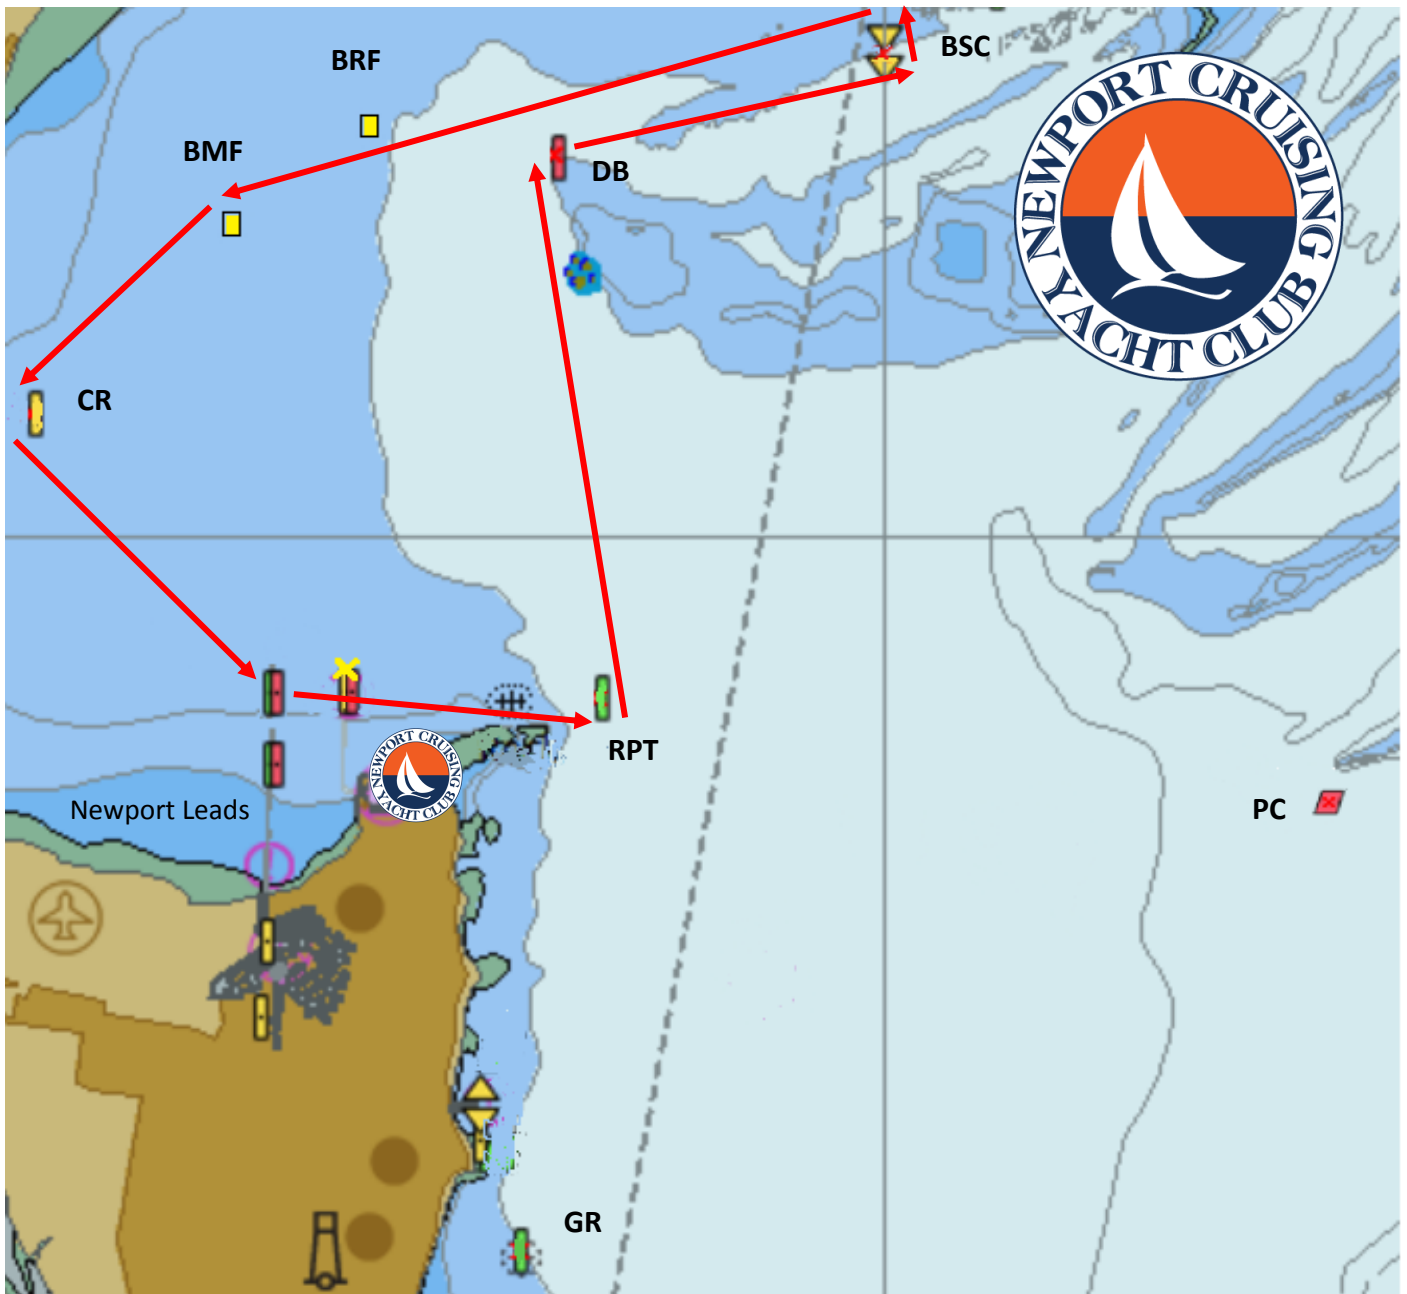 BSC
BRF
BMF
DB
NEWPORT CRUISING
YACHT CLUB
CR
RPT
NEWPORT CRUISING
YACHT CLUB
Newport Leads
PC
GR